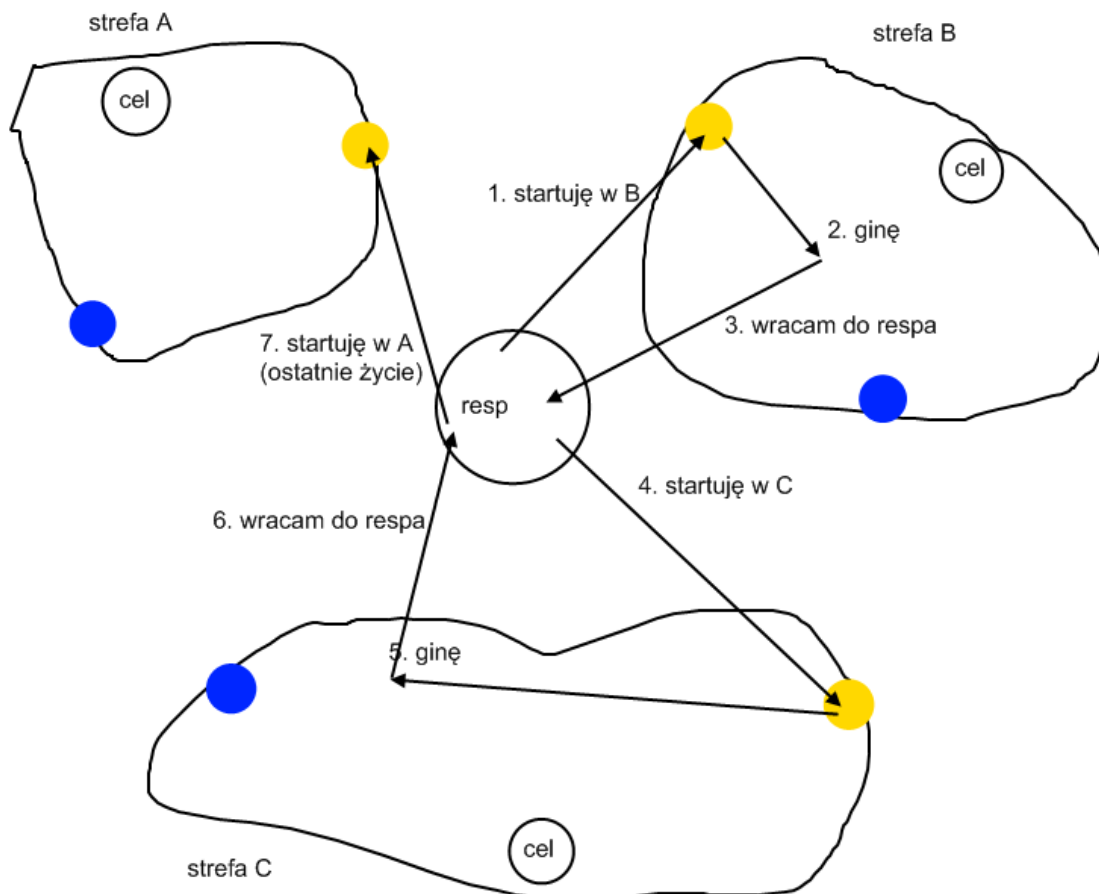 strefa A
strefa B
cel
cel
1. startuję w B
2. ginę
3. wracam do respa
7. startuję w A
(ostatnie życie)
resp
4. startuję w C
6. wracam do respa
5. ginę
cel
strefa C